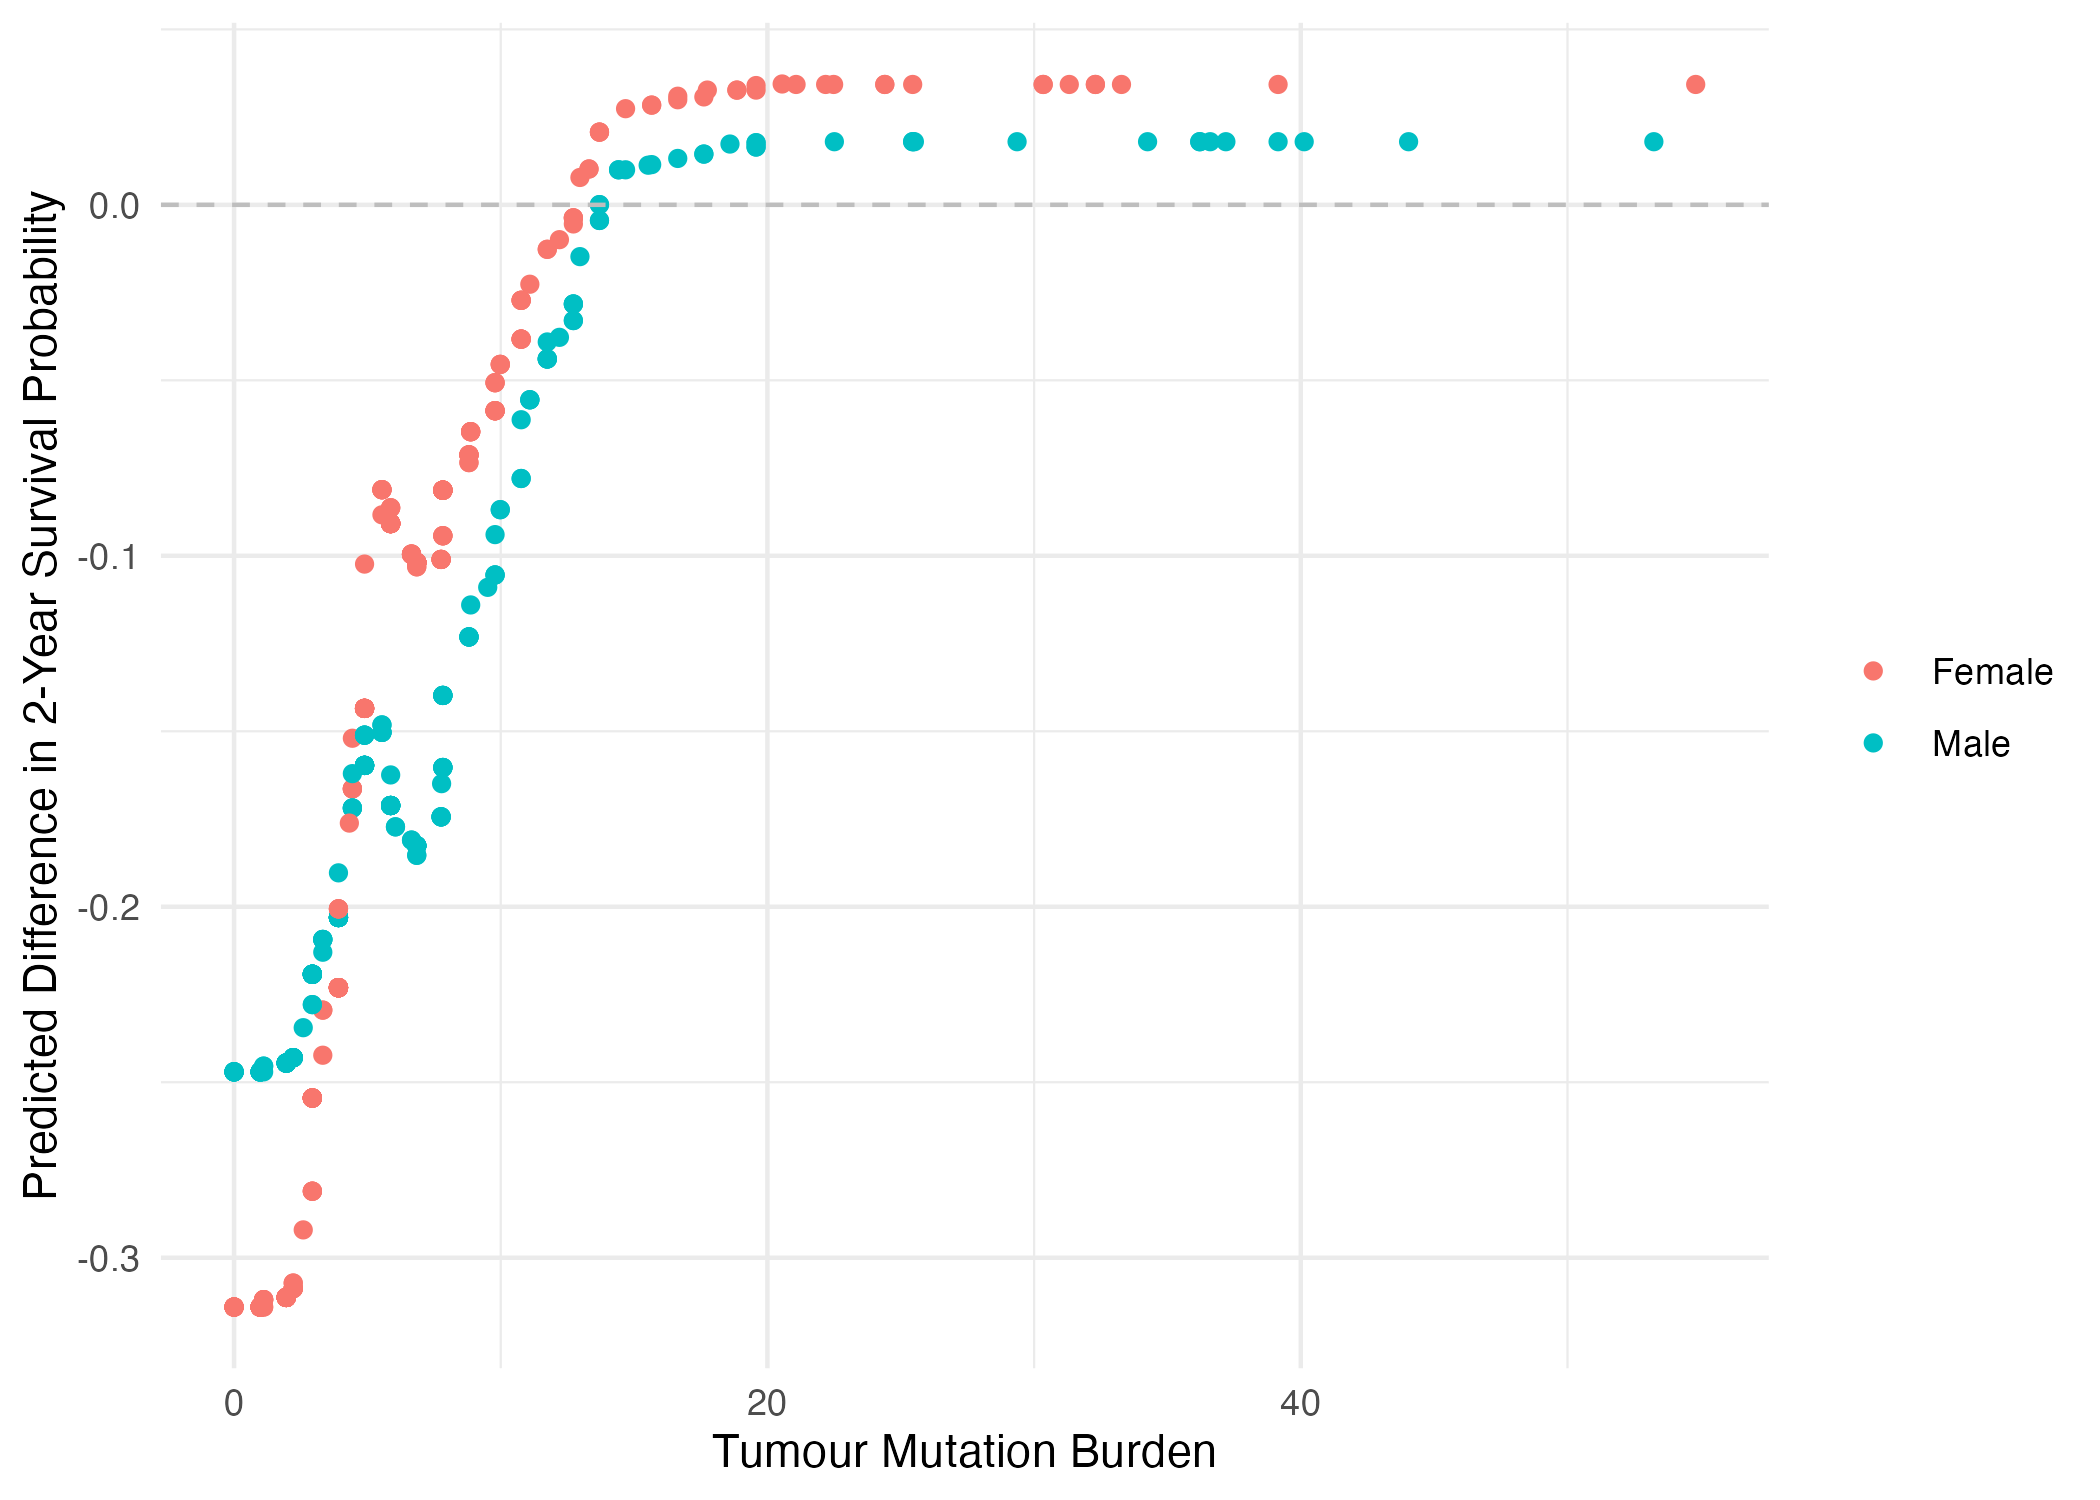 Predicted Difference in 2-Year Survival Probability
0.0
-0.1
-0.2
-0.3
0
20
40
Tumour Mutation Burden
Female
Male